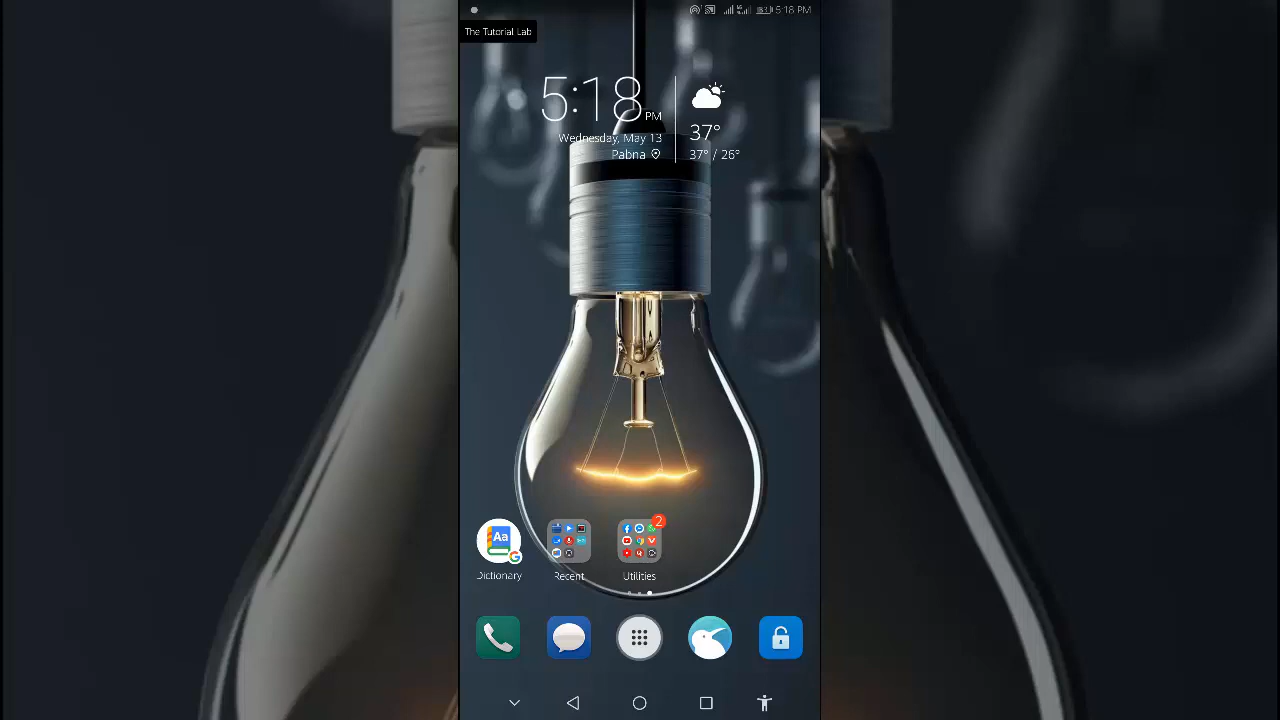 5:18 PM
The Tutorial Lab
5:18 PM
Wednesday, May 13
Pabna
37°
37° / 26°
Aa
2
Dictionary
Recent
Utilities